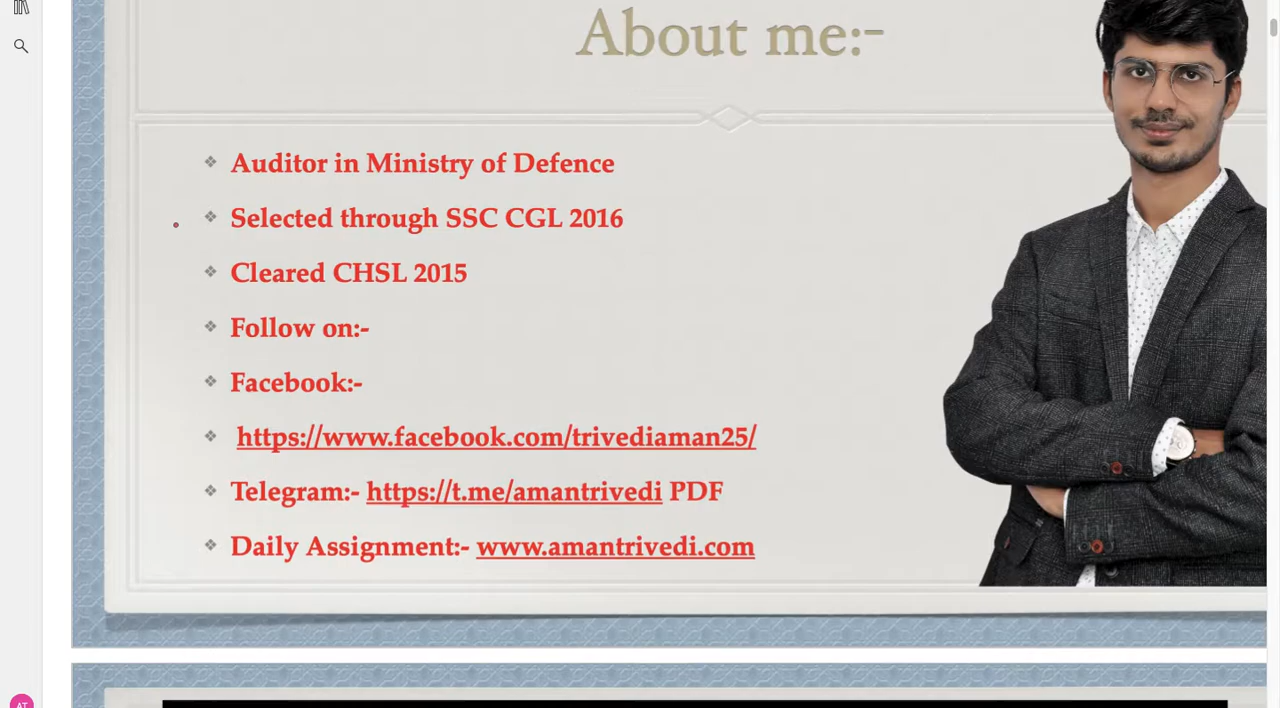 About me:-
Auditor in Ministry of Defence
Selected through SSC CGL 2016
Cleared CHSL 2015
Follow on:-
Facebook:-
https://www.facebook.com/trivediaman25/
Telegram:- https://t.me/amantrivedi PDF
Daily Assignment:- www.amantrivedi.com
AT